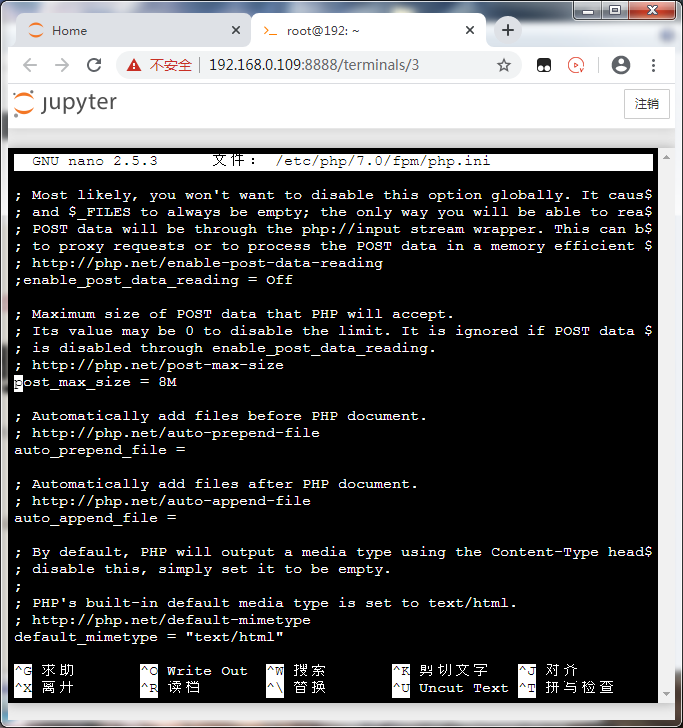 Home
root@192: ~
不安全
192.168.0.109:8888/terminals/3
jupyter
注销
GNU nano 2.5.3 文件： /etc/php/7.0/fpm/php.ini
; Most likely, you won't want to disable this option globally. It caus$
; and $_FILES to always be empty; the only way you will be able to rea$
; POST data will be through the php://input stream wrapper. This can b$
; to proxy requests or to process the POST data in a memory efficient $
; http://php.net/enable-post-data-reading
;enable_post_data_reading = Off
; Maximum size of POST data that PHP will accept.
; Its value may be 0 to disable the limit. It is ignored if POST data $
; is disabled through enable_post_data_reading.
; http://php.net/post-max-size
post_max_size = 8M
; Automatically add files before PHP document.
; http://php.net/auto-prepend-file
auto_prepend_file =
; Automatically add files after PHP document.
; http://php.net/auto-append-file
auto_append_file =
; By default, PHP will output a media type using the Content-Type head$
; disable this, simply set it to be empty.
;
; PHP's built-in default media type is set to text/html.
; http://php.net/default-mimetype
default_mimetype = "text/html"
^G 求助 ^O Write Out ^W 搜索 ^K 剪切文字 ^J 对齐
^X 离开 ^R 读档 ^\ 替换 ^U Uncut Text ^T 拼写检查